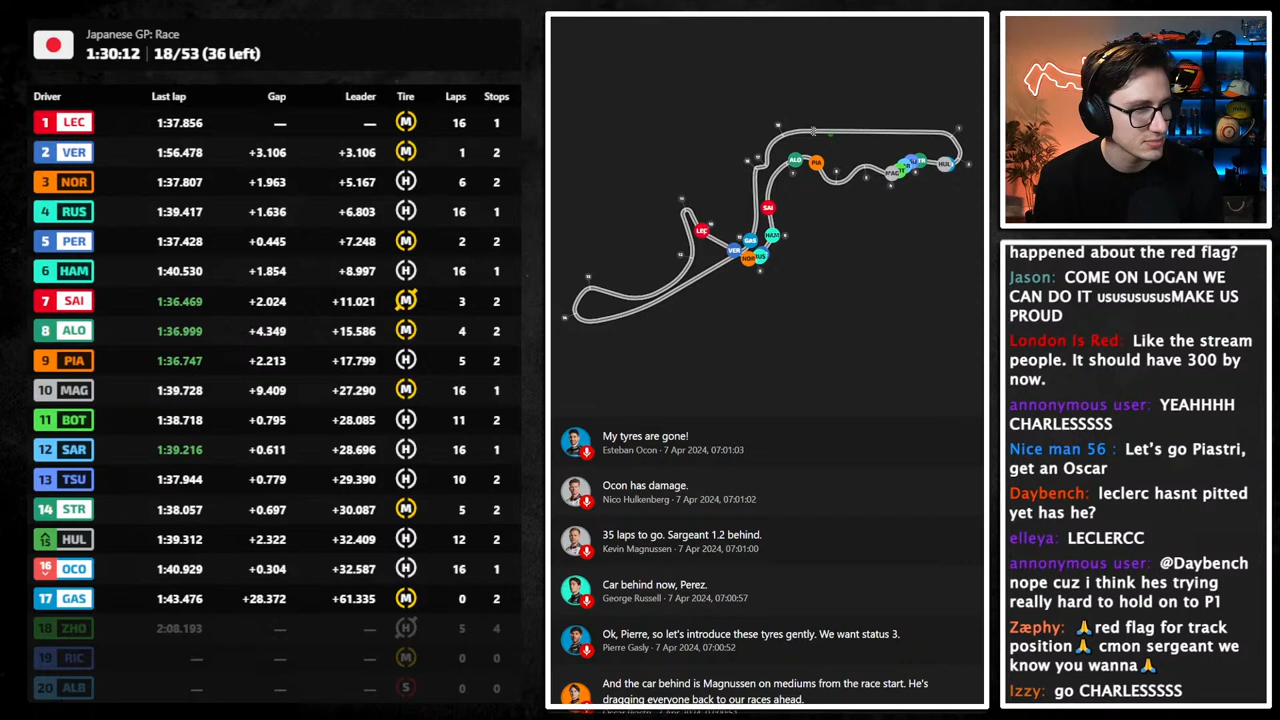 Japanese GP: Race
1:30:12 | 18/53 (36 left)
Driver Last lap Gap Leader Tire Laps Stops
1 LEC 1:37.856 — — M 16 1
2 VER 1:56.478 +3.106 +3.106 M 1 2
3 NOR 1:37.807 +1.963 +5.167 H 6 2
4 RUS 1:39.417 +1.636 +6.803 H 16 1
5 PER 1:37.428 +0.445 +7.248 M 2 2
6 HAM 1:40.530 +1.854 +8.997 H 16 1
7 SAI 1:36.469 +2.024 +11.021 M 3 2
8 ALO 1:36.999 +4.349 +15.586 M 4 2
9 PIA 1:36.747 +2.213 +17.799 H 5 2
10 MAG 1:39.728 +9.409 +27.290 M 16 1
11 BOT 1:38.718 +0.795 +28.085 H 11 2
12 SAR 1:39.216 +0.611 +28.696 H 16 1
13 TSU 1:37.944 +0.779 +29.390 H 10 2
14 STR 1:38.057 +0.697 +30.087 M 5 2
15 HUL 1:39.312 +2.322 +32.409 H 12 2
16 OCO 1:40.929 +0.304 +32.587 H 16 1
17 GAS 1:43.476 +28.372 +61.335 M 0 2
18 ZHO 2:08.193 — — H 5 4
19 RIC — — — M 0 0
20 ALB — — — S 0 0
ALO PIA HUL
MAG
SAI
LEC HAM
VER GAS
NOR RUS
My tyres are gone!
Esteban Ocon · 7 Apr 2024, 07:01:03
Ocon has damage.
Nico Hulkenberg · 7 Apr 2024, 07:01:02
35 laps to go. Sargeant 1.2 behind.
Kevin Magnussen · 7 Apr 2024, 07:01:00
Car behind now, Perez.
George Russell · 7 Apr 2024, 07:00:57
Ok, Pierre, so let's introduce these tyres gently. We want status 3.
Pierre Gasly · 7 Apr 2024, 07:00:52
And the car behind is Magnussen on mediums from the race start. He's
dragging everyone back to our races ahead.
happened about the red flag?
Jason: COME ON LOGAN WE
CAN DO IT ususususMAKE US
PROUD
London Is Red: Like the stream
people. It should have 300 by
now.
annonymous user: YEAHHHH
CHARLESSSSS
Nice man 56 : Let’s go Piastri,
get an Oscar
Daybench: leclerc hasnt pitted
yet has he?
elleya: LECLERCC
annonymous user: @Daybench
nope cuz i think hes trying
really hard to hold on to P1
Zæphy: 🙏red flag for track
position🙏 cmon sergeant we
know you wanna🙏
Izzy: go CHARLESSSSS